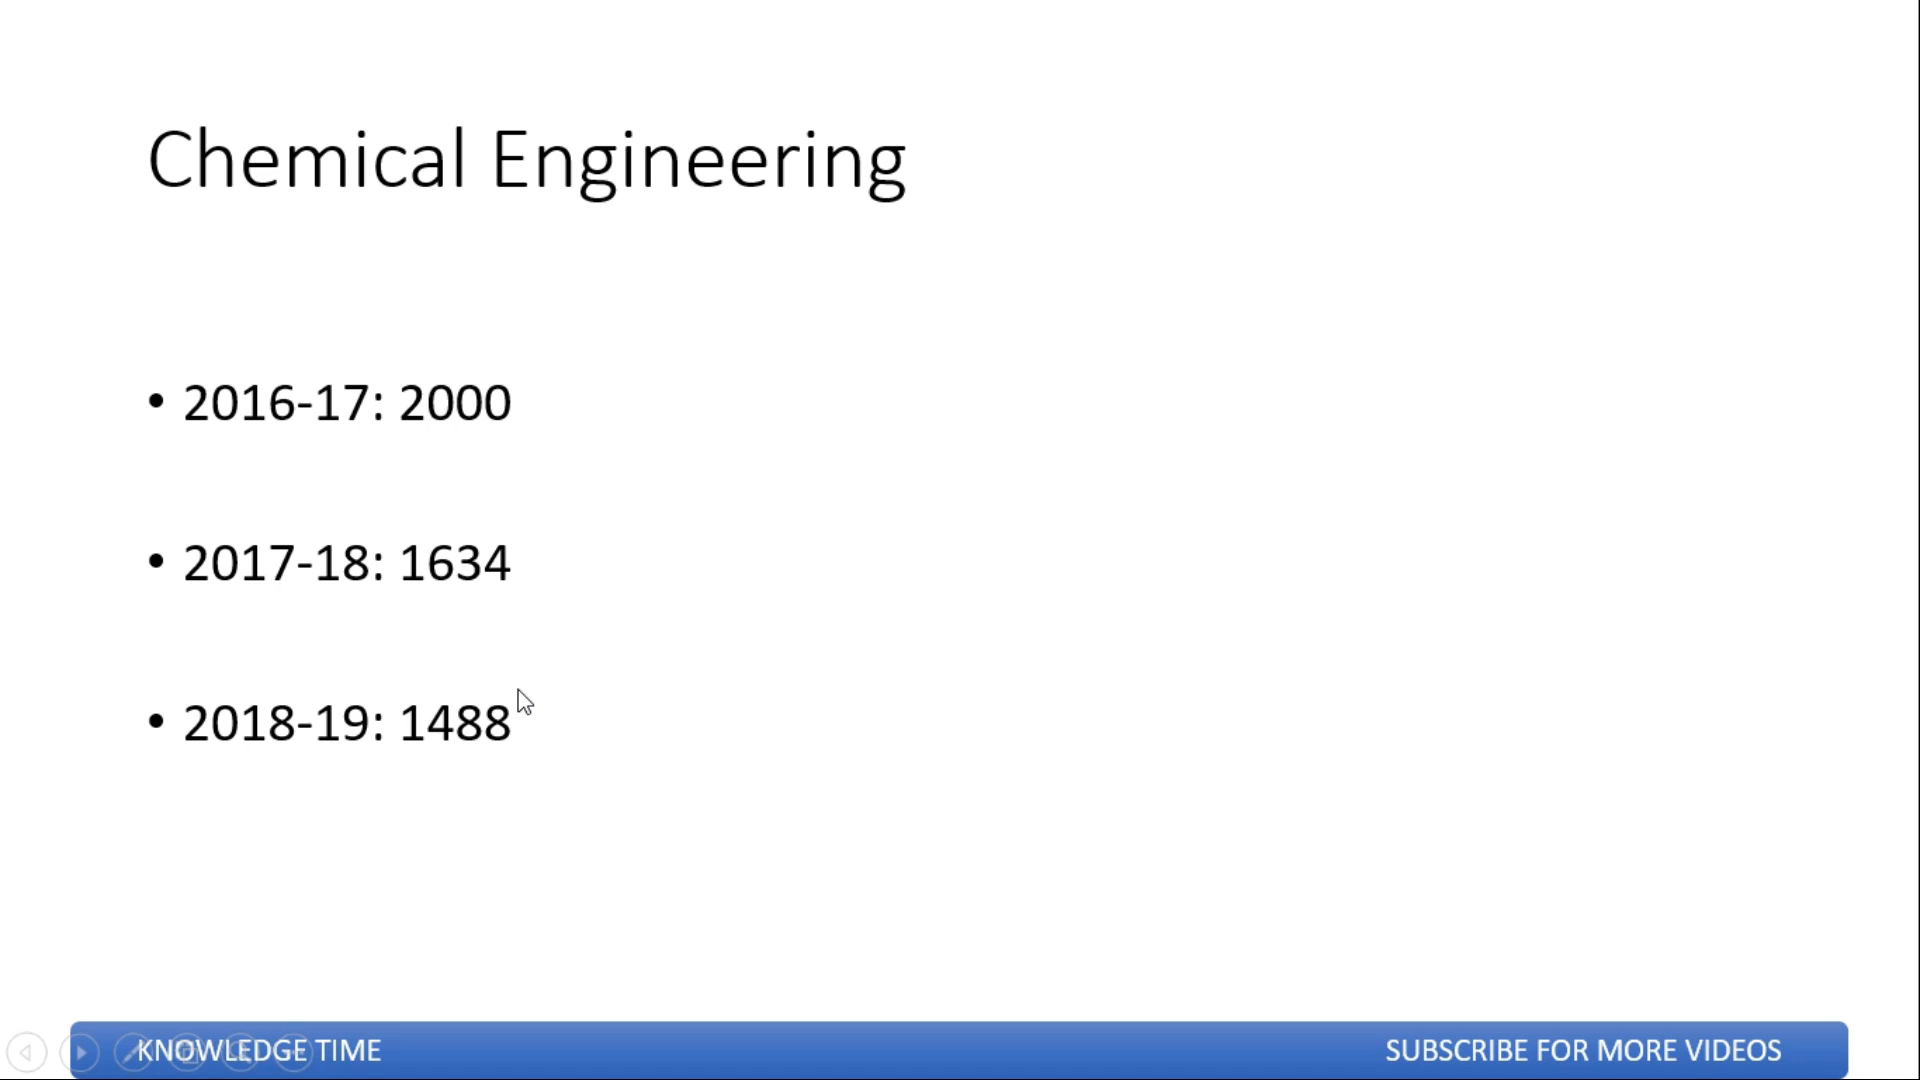 Chemical Engineering
• 2016-17: 2000
• 2017-18: 1634
• 2018-19: 1488
KNOWLEDGE TIME
SUBSCRIBE FOR MORE VIDEOS